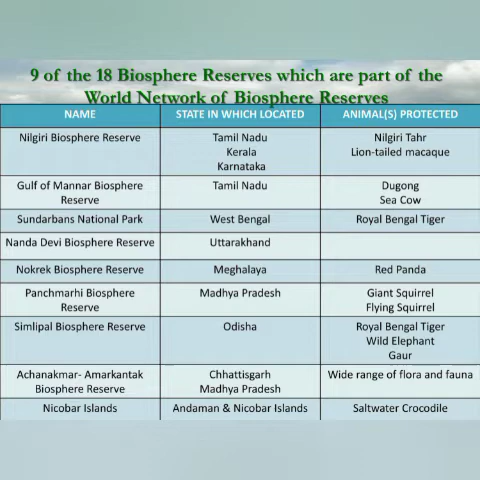 9 of the 18 Biosphere Reserves which are part of the
World Network of Biosphere Reserves
NAME STATE IN WHICH LOCATED ANIMAL(S) PROTECTED
Nilgiri Biosphere Reserve Tamil Nadu Nilgiri Tahr
Kerala Lion-tailed macaque
Karnataka
Gulf of Mannar Biosphere Tamil Nadu Dugong
Reserve Sea Cow
Sundarbans National Park West Bengal Royal Bengal Tiger
Nanda Devi Biosphere Reserve Uttarakhand
Nokrek Biosphere Reserve Meghalaya Red Panda
Panchmarhi Biosphere Madhya Pradesh Giant Squirrel
Reserve Flying Squirrel
Simlipal Biosphere Reserve Odisha Royal Bengal Tiger
Wild Elephant
Gaur
Achanakmar- Amarkantak Chhattisgarh Wide range of flora and fauna
Biosphere Reserve Madhya Pradesh
Nicobar Islands Andaman & Nicobar Islands Saltwater Crocodile